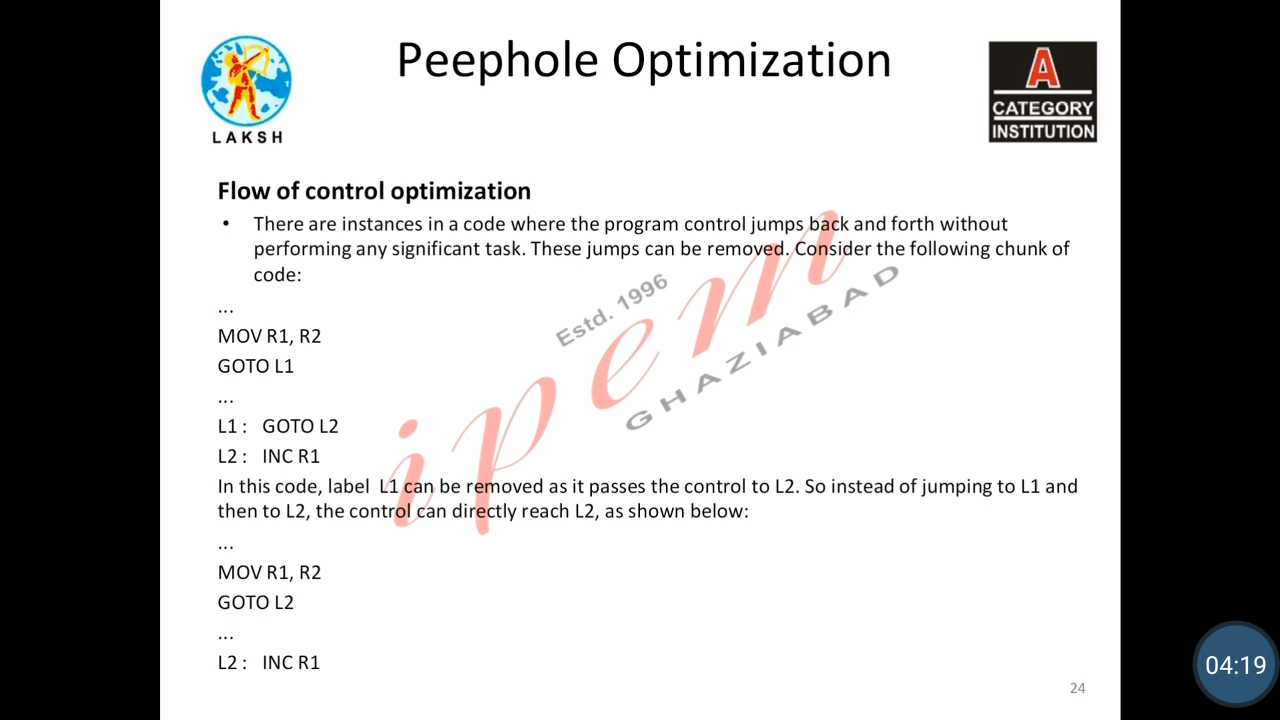 Peephole Optimization
LAKSH
A
CATEGORY
INSTITUTION
Flow of control optimization
• There are instances in a code where the program control jumps back and forth without
performing any significant task. These jumps can be removed. Consider the following chunk of
code:
...
MOV R1, R2
GOTO L1
...
L1 : GOTO L2
L2 : INC R1
In this code, label L1 can be removed as it passes the control to L2. So instead of jumping to L1 and
then to L2, the control can directly reach L2, as shown below:
...
MOV R1, R2
GOTO L2
...
L2 : INC R1
Estd. 1996
ipem
GHAZIABAD
24
04:19